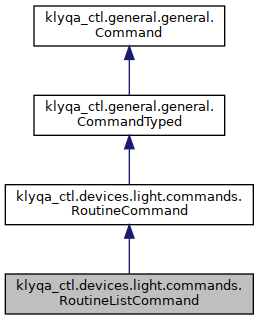 klyqa_ctl.general.general.
Command
klyqa_ctl.general.general.
CommandTyped
klyqa_ctl.devices.light.commands.
RoutineCommand
klyqa_ctl.devices.light.commands.
RoutineListCommand